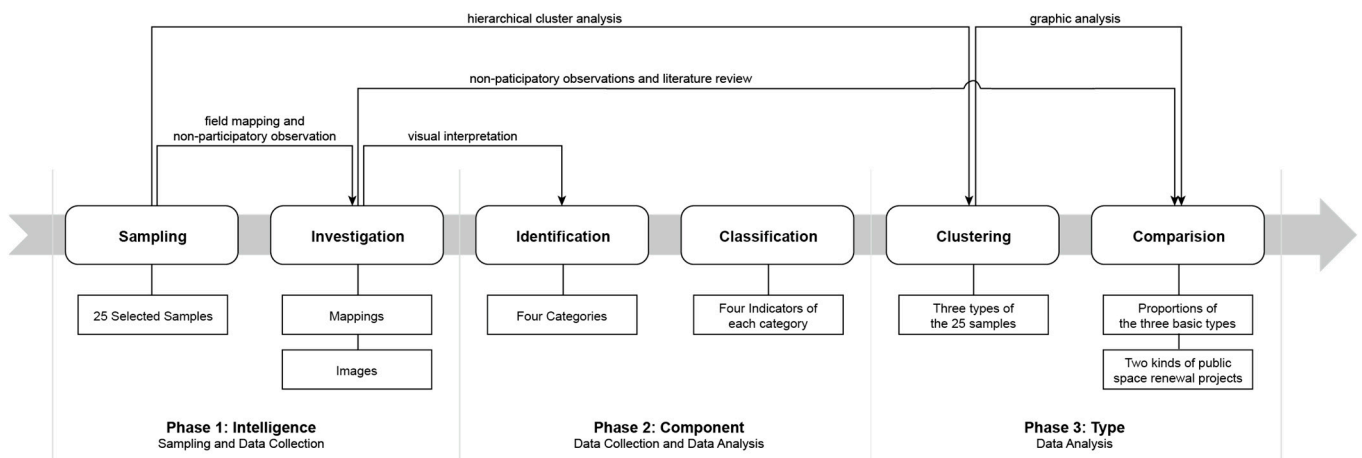 hierarchical cluster analysis
graphic analysis
non-paticipatory observations and literature review
field mapping and
non-participatory observation
visual interpretation
Sampling
Investigation
Identification
Classification
Clustering
Comparision
25 Selected Samples
Mappings
Images
Four Categories
Four Indicators of
each category
Three types of
the 25 samples
Proportions of
the three basic types
Two kinds of public
space renewal projects
Phase 1: Intelligence
Sampling and Data Collection
Phase 2: Component
Data Collection and Data Analysis
Phase 3: Type
Data Analysis